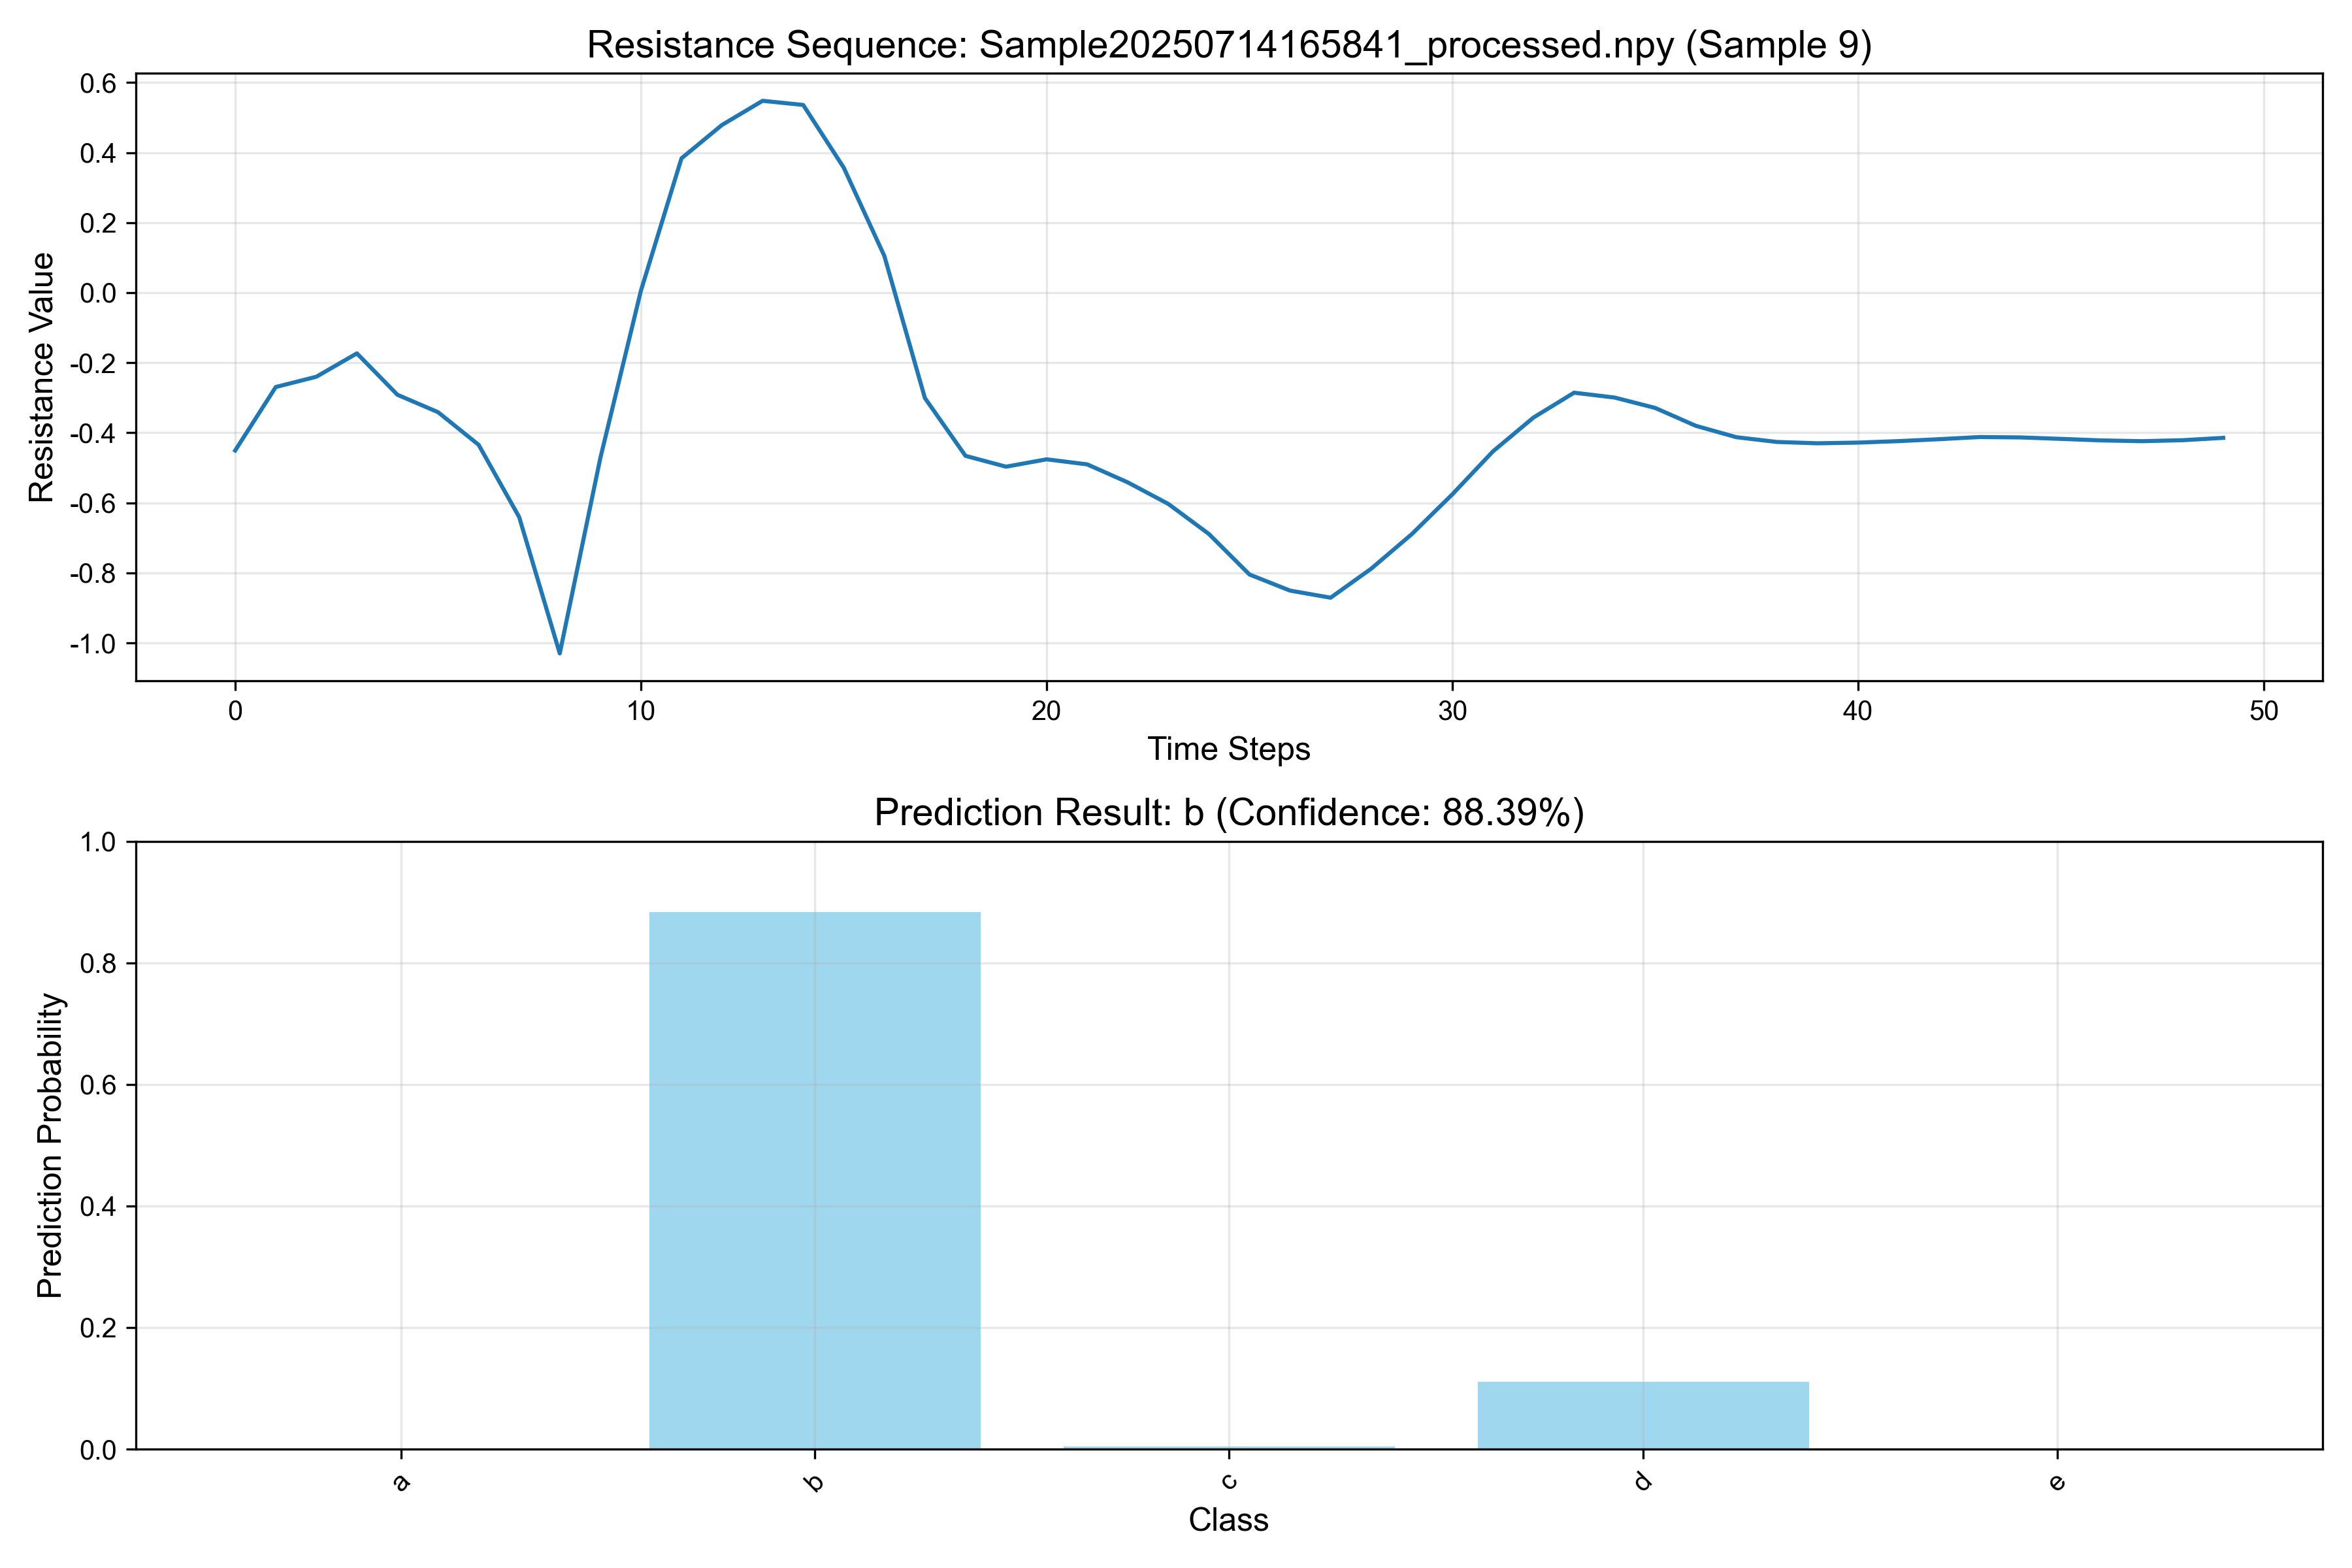 Resistance Sequence: Sample20250714165841_processed.npy (Sample 9)
Resistance Value
0.6
0.4
0.2
0.0
-0.2
-0.4
-0.6
-0.8
-1.0
0 10 20 30 40 50
Time Steps
Prediction Result: b (Confidence: 88.39%)
Prediction Probability
1.0
0.8
0.6
0.4
0.2
0.0
a b c d e
Class